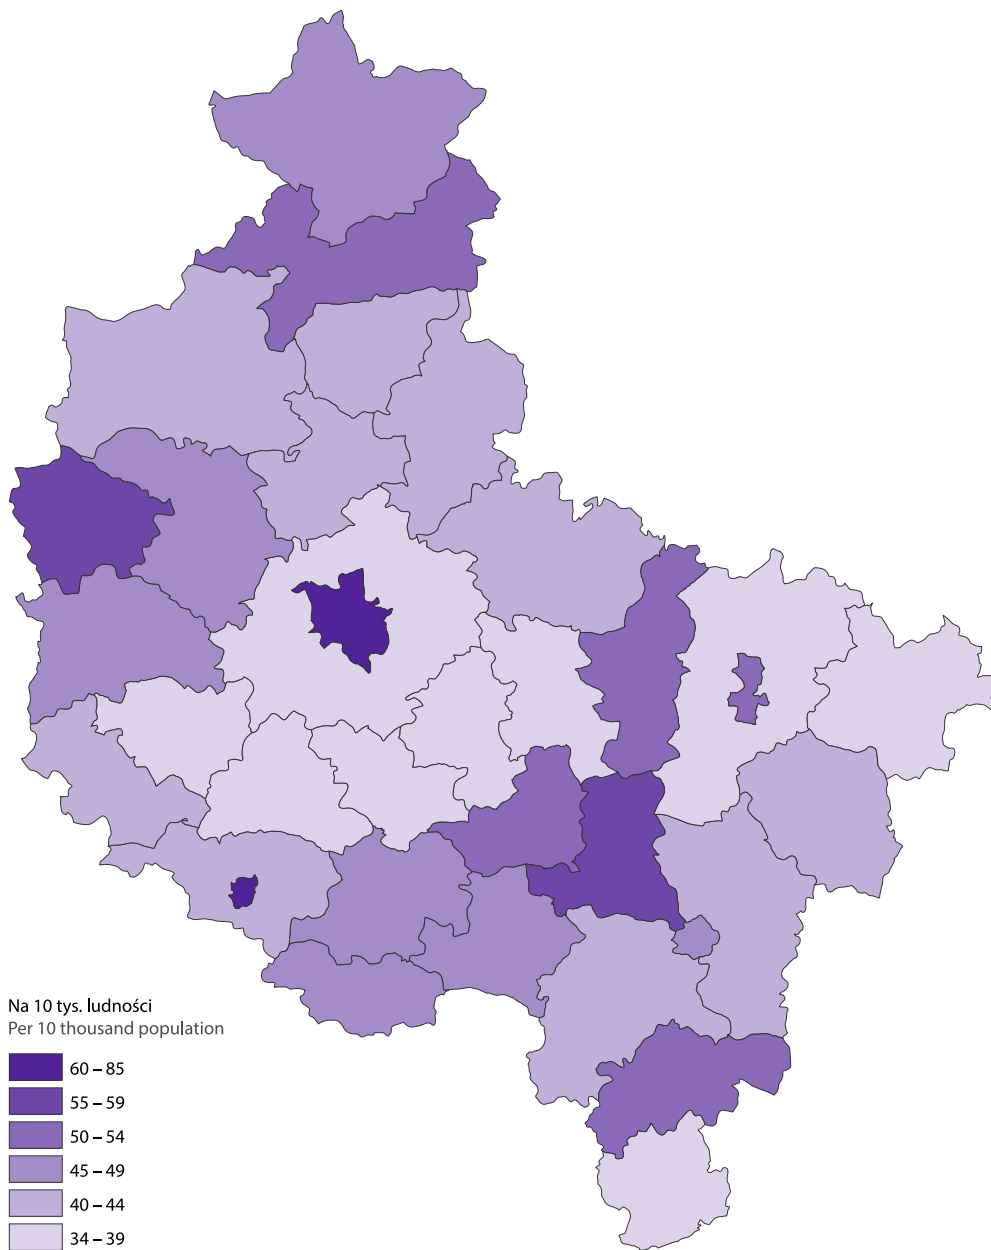 Na 10 tys. ludności
Per 10 thousand population
60 – 85
55 – 59
50 – 54
45 – 49
40 – 44
34 – 39